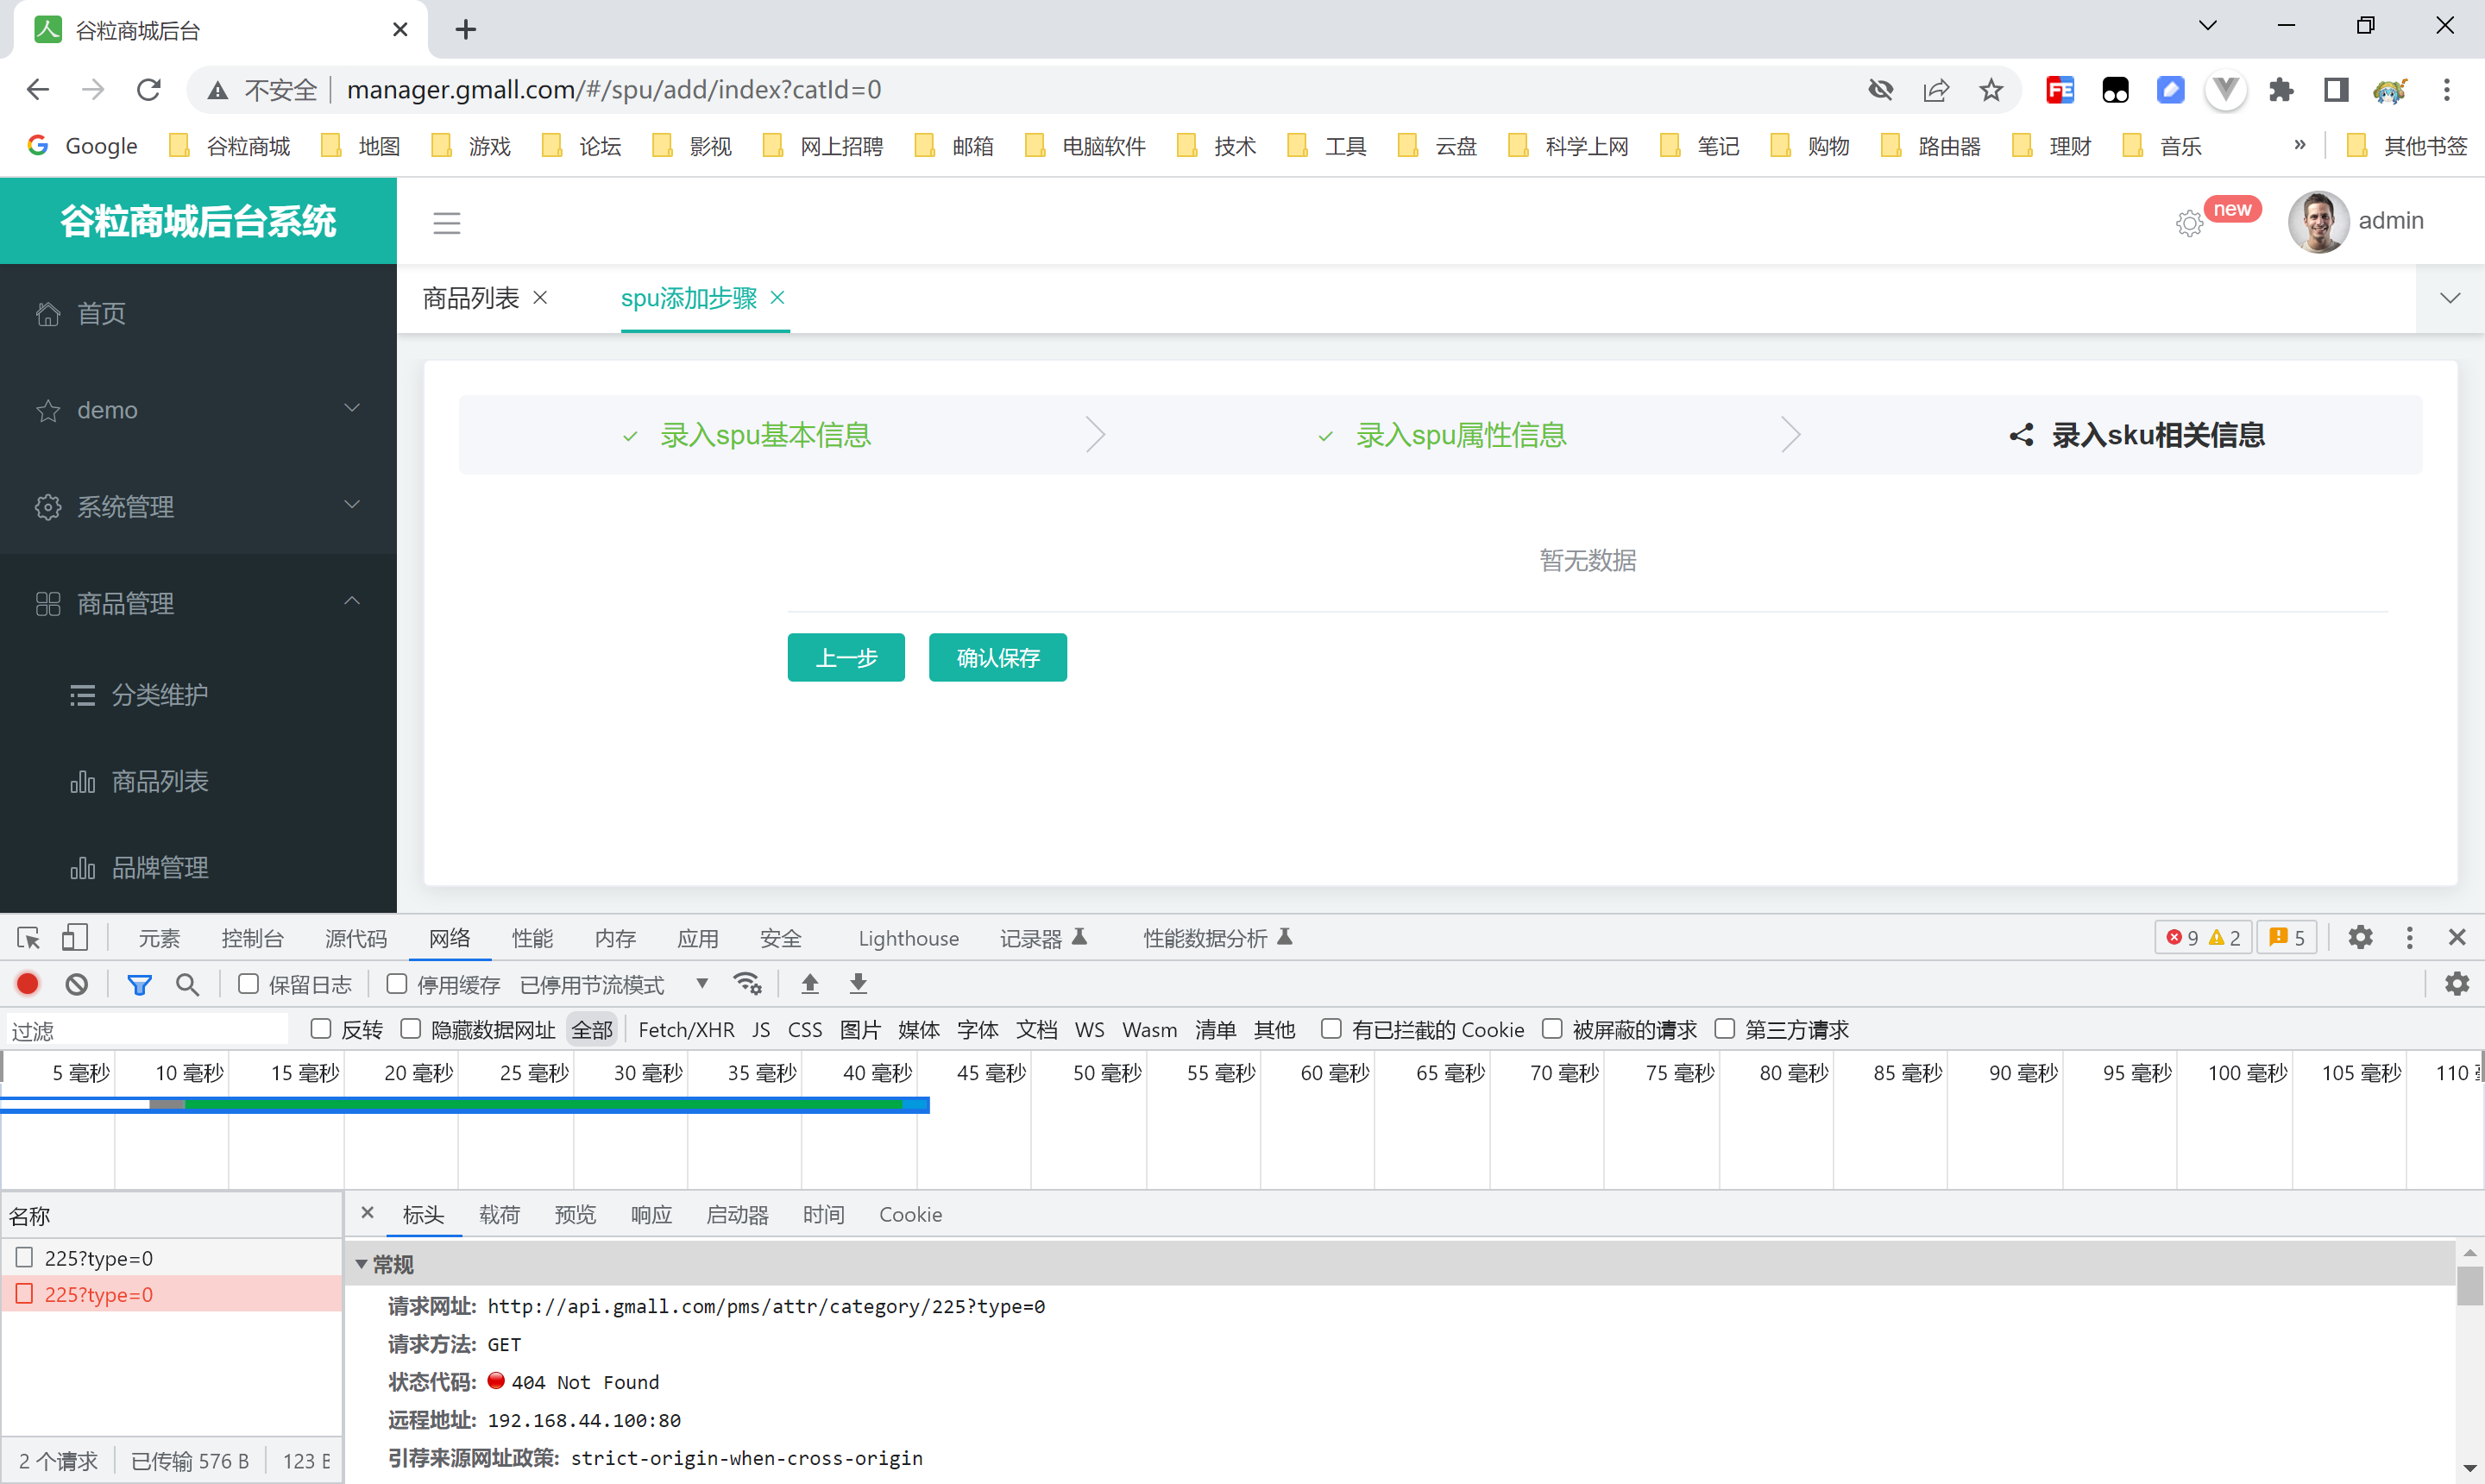 谷粒商城后台
不安全 manager.gmall.com/#/spu/add/index?catId=0
Google 谷粒商城 地图 游戏 论坛 影视 网上招聘 邮箱 电脑软件 技术 工具 云盘 科学上网 笔记 购物 路由器 理财 音乐 » 其他书签
谷粒商城后台系统
new admin
商品列表 spu添加步骤
首页
demo
系统管理
商品管理
分类维护
商品列表
品牌管理
录入spu基本信息 录入spu属性信息 录入sku相关信息
暂无数据
上一步 确认保存
元素 控制台 源代码 网络 性能 内存 应用 安全 Lighthouse 记录器 性能数据分析 9 2 5
保留日志 停用缓存 已停用节流模式
过滤 反转 隐藏数据网址 全部 Fetch/XHR JS CSS 图片 媒体 字体 文档 WS Wasm 清单 其他 有已拦截的 Cookie 被屏蔽的请求 第三方请求
5 毫秒 10 毫秒 15 毫秒 20 毫秒 25 毫秒 30 毫秒 35 毫秒 40 毫秒 45 毫秒 50 毫秒 55 毫秒 60 毫秒 65 毫秒 70 毫秒 75 毫秒 80 毫秒 85 毫秒 90 毫秒 95 毫秒 100 毫秒 105 毫秒 110
名称
225?type=0
225?type=0
2 个请求 已传输 576 B 123 B
标头 载荷 预览 响应 启动器 时间 Cookie
常规
请求网址: http://api.gmall.com/pms/attr/category/225?type=0
请求方法: GET
状态代码: 404 Not Found
远程地址: 192.168.44.100:80
引荐来源网址政策: strict-origin-when-cross-origin